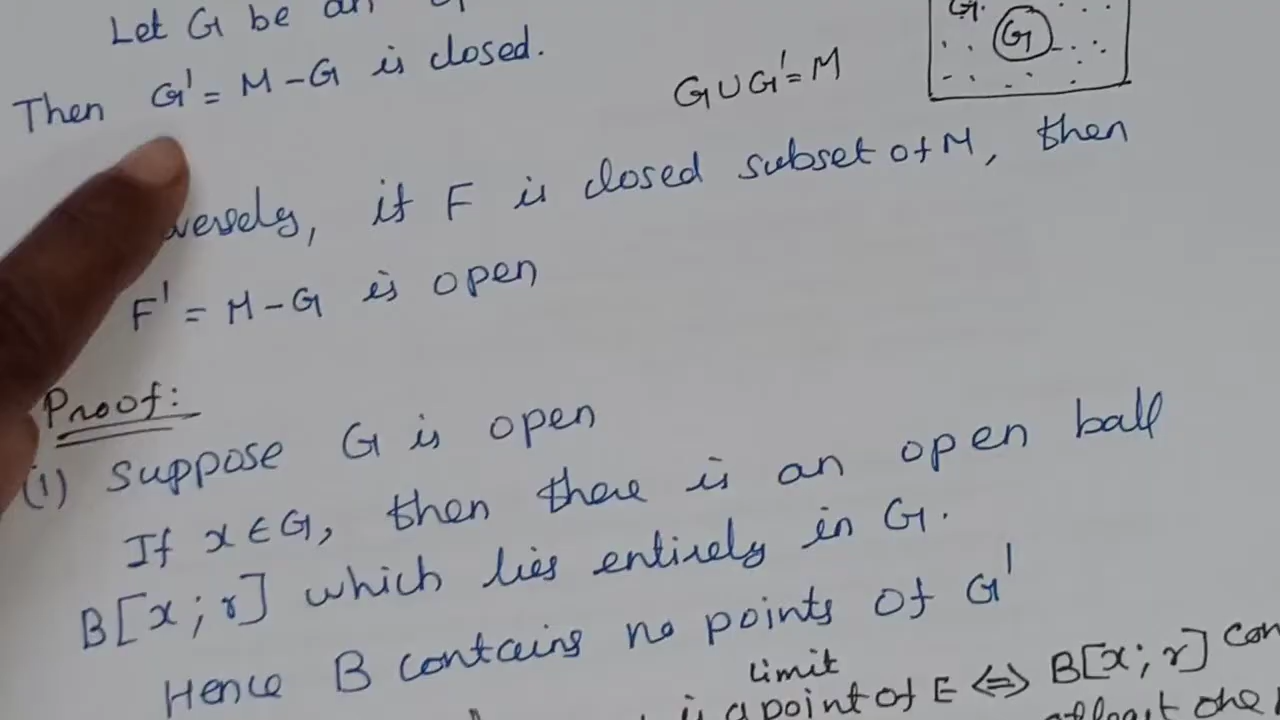 Let G be an
Then G' = M - G is closed.
G ∪ G' = M
G'
G
versely, if F is closed subset of M, then
F' = M - G is open
Proof:
(i) Suppose G is open
If x ∈ G, then there is an open ball
B[x; r] which lies entirely in G.
Hence B contains no points of G'
limit
is a point of E ⇔ B[x; r] con
atleast one